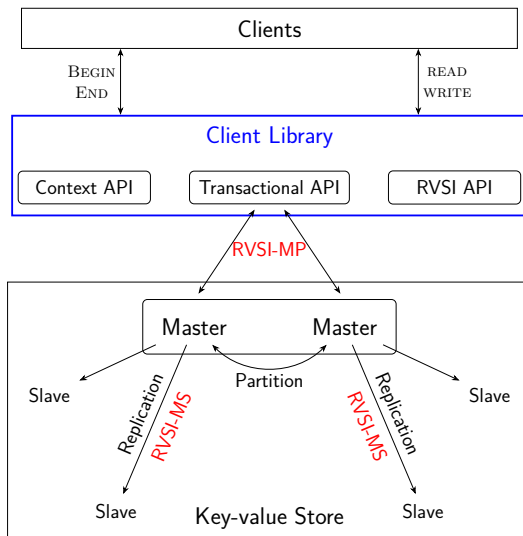 Clients
BEGIN
END
READ
WRITE
Client Library
Context API
Transactional API
RVSI API
RVSI-MP
Master
Master
Partition
Slave
Replication
RVSI-MS
Replication
RVSI-MS
Slave
Slave
Slave
Key-value Store